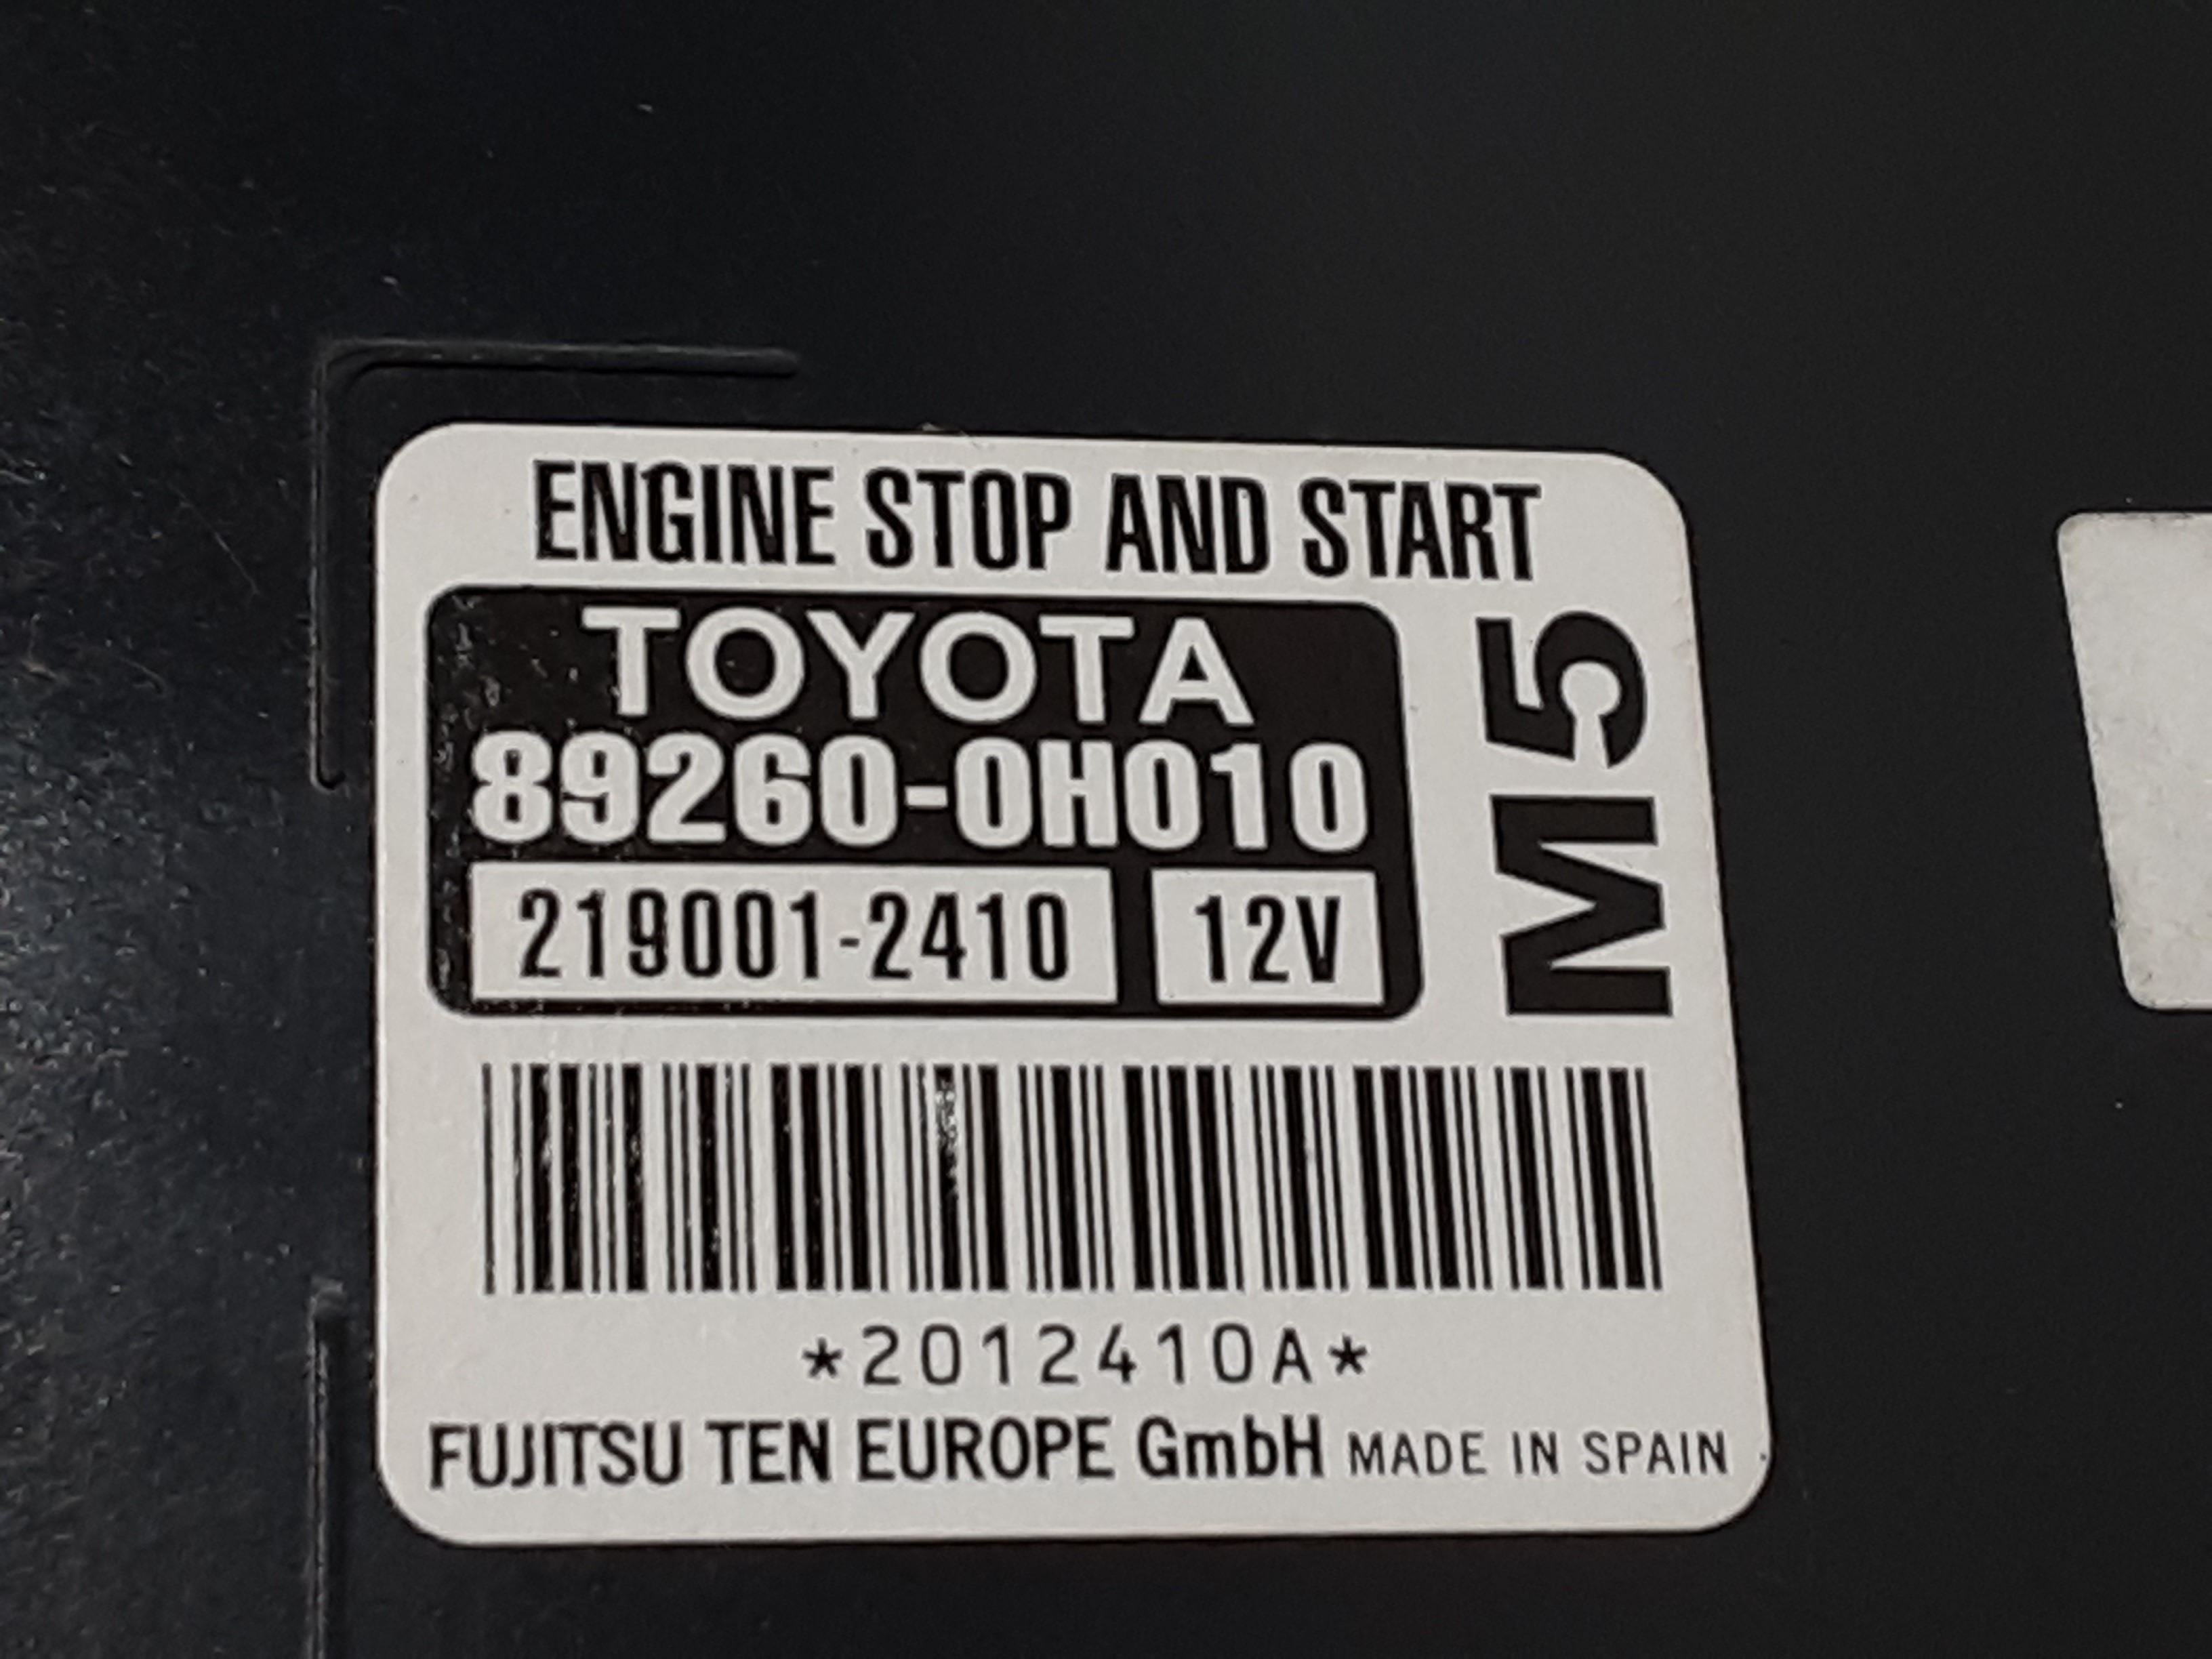 ENGINE STOP AND START
TOYOTA
89260-0H010
219001-2410 12V
M5
*2012410A*
FUJITSU TEN EUROPE GmbH MADE IN SPAIN